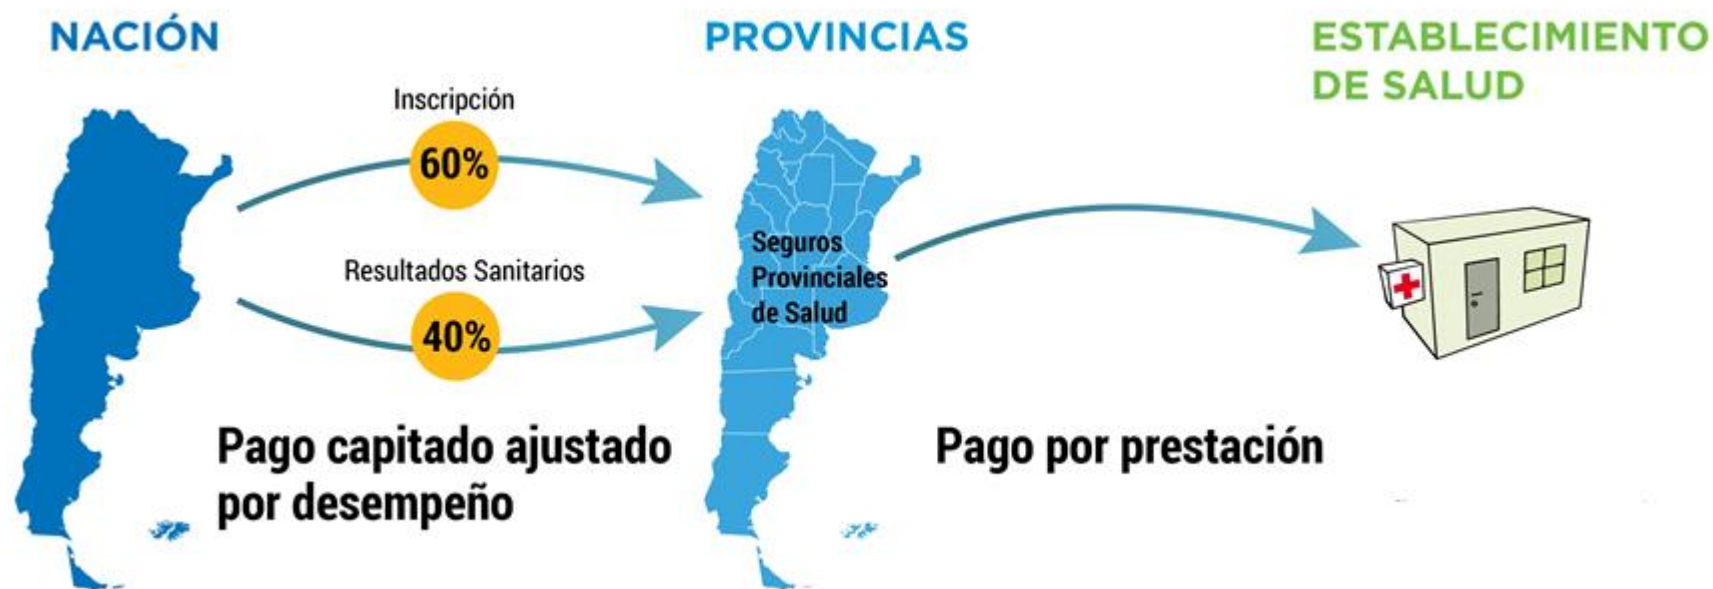 NACIÓN
PROVINCIAS
ESTABLECIMIENTO
DE SALUD
Inscripción
60%
Resultados Sanitarios
40%
Seguros
Provinciales
de Salud
Pago capitado ajustado
por desempeño
Pago por prestación